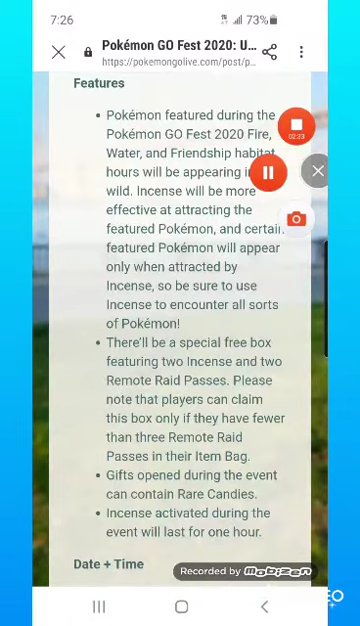 7:26
73%
Pokémon GO Fest 2020: U...
https://pokemongolive.com/post/p...
Features
• Pokémon featured during the
Pokémon GO Fest 2020 Fire,
Water, and Friendship habitat
hours will be appearing in
wild. Incense will be more
effective at attracting the
featured Pokémon, and certain
featured Pokémon will appear
only when attracted by
Incense, so be sure to use
Incense to encounter all sorts
of Pokémon!
• There'll be a special free box
featuring two Incense and two
Remote Raid Passes. Please
note that players can claim
this box only if they have fewer
than three Remote Raid
Passes in their Item Bag.
• Gifts opened during the event
can contain Rare Candies.
• Incense activated during the
event will last for one hour.
Date + Time
02:33
Recorded by mobizen